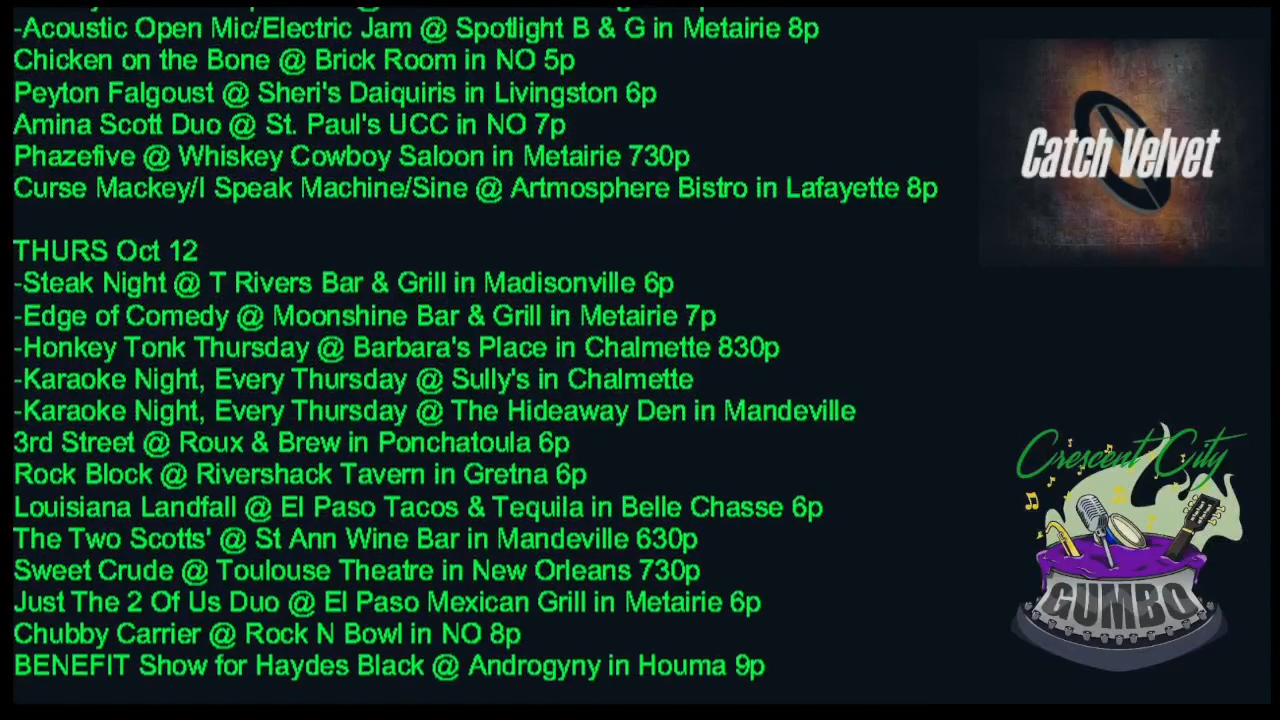 -Acoustic Open Mic/Electric Jam @ Spotlight B & G in Metairie 8p
Chicken on the Bone @ Brick Room in NO 5p
Peyton Falgoust @ Sheri's Daiquiris in Livingston 6p
Amina Scott Duo @ St. Paul's UCC in NO 7p
Phazefive @ Whiskey Cowboy Saloon in Metairie 730p
Curse Mackey/I Speak Machine/Sine @ Artmosphere Bistro in Lafayette 8p
THURS Oct 12
-Steak Night @ T Rivers Bar & Grill in Madisonville 6p
-Edge of Comedy @ Moonshine Bar & Grill in Metairie 7p
-Honkey Tonk Thursday @ Barbara's Place in Chalmette 830p
-Karaoke Night, Every Thursday @ Sully's in Chalmette
-Karaoke Night, Every Thursday @ The Hideaway Den in Mandeville
3rd Street @ Roux & Brew in Ponchatoula 6p
Rock Block @ Rivershack Tavern in Gretna 6p
Louisiana Landfall @ El Paso Tacos & Tequila in Belle Chasse 6p
The Two Scotts' @ St Ann Wine Bar in Mandeville 630p
Sweet Crude @ Toulouse Theatre in New Orleans 730p
Just The 2 Of Us Duo @ El Paso Mexican Grill in Metairie 6p
Chubby Carrier @ Rock N Bowl in NO 8p
BENEFIT Show for Haydes Black @ Androgyny in Houma 9p
Catch Velvet
Crescent City
GUMBO